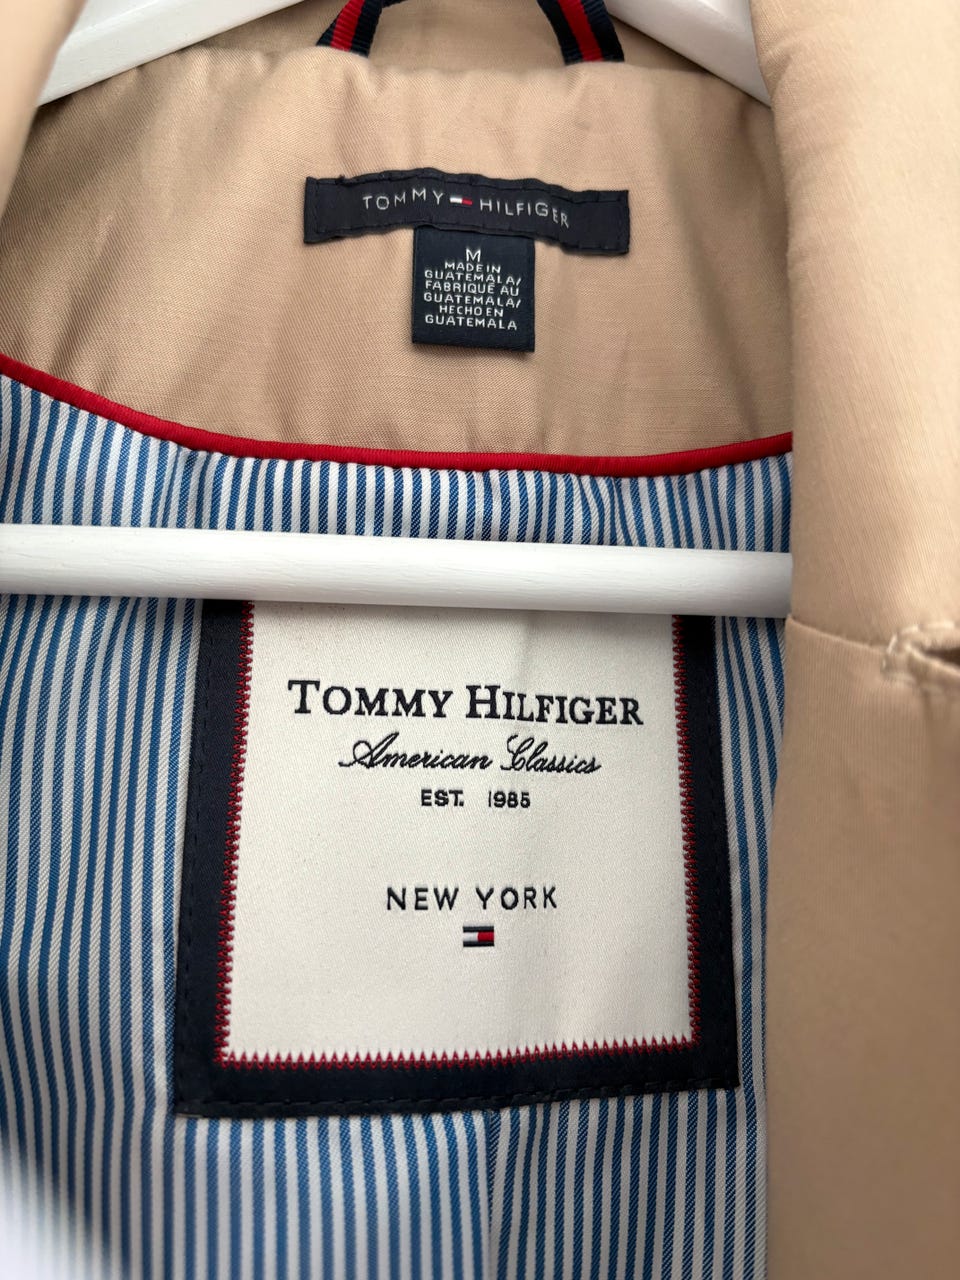 TOMMY HILFIGER
M
MADE IN
GUATEMALA/
FABRIQUÉ AU
GUATEMALA/
HECHO EN
GUATEMALA
TOMMY HILFIGER
American Classics
EST. 1985
NEW YORK